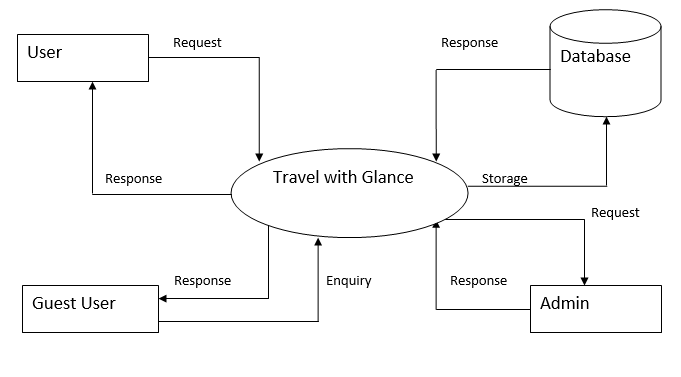 Request
Response
User
Database
Response
Travel with Glance
Storage
Request
Response
Enquiry
Response
Guest User
Admin